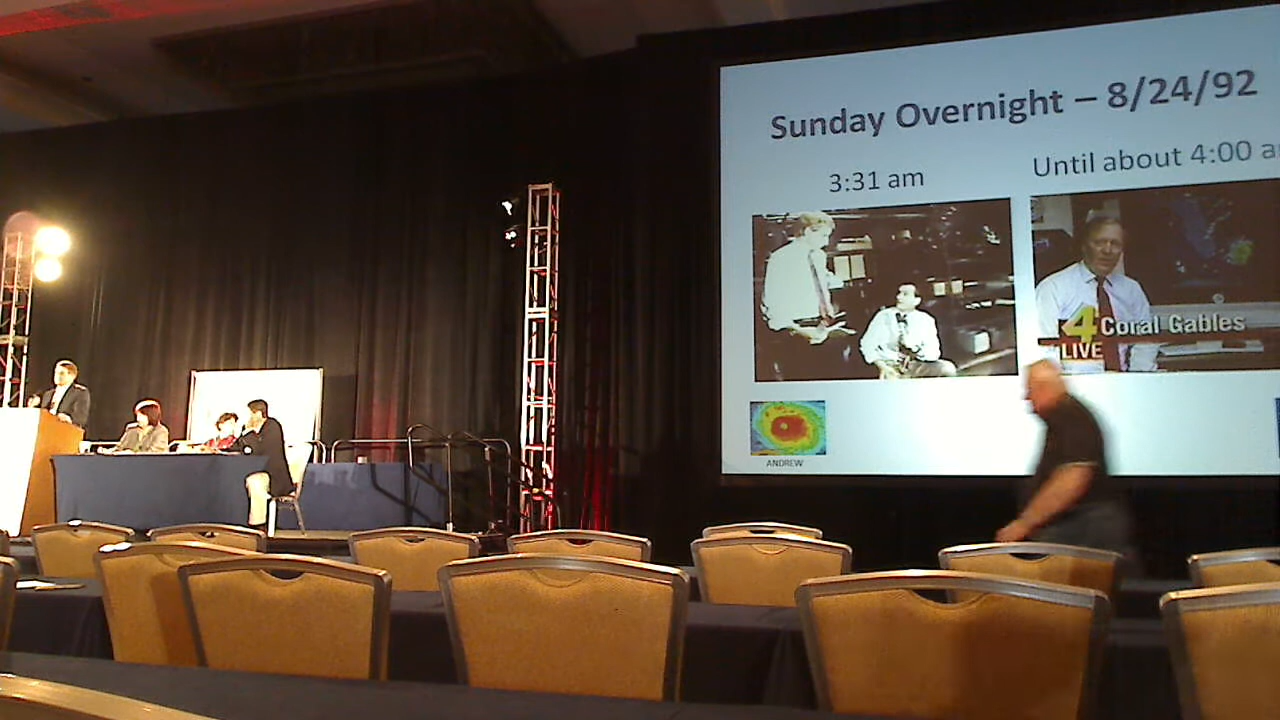 Sunday Overnight – 8/24/92
3:31 am
Until about 4:00 a
4 Coral Gables
LIVE
ANDREW